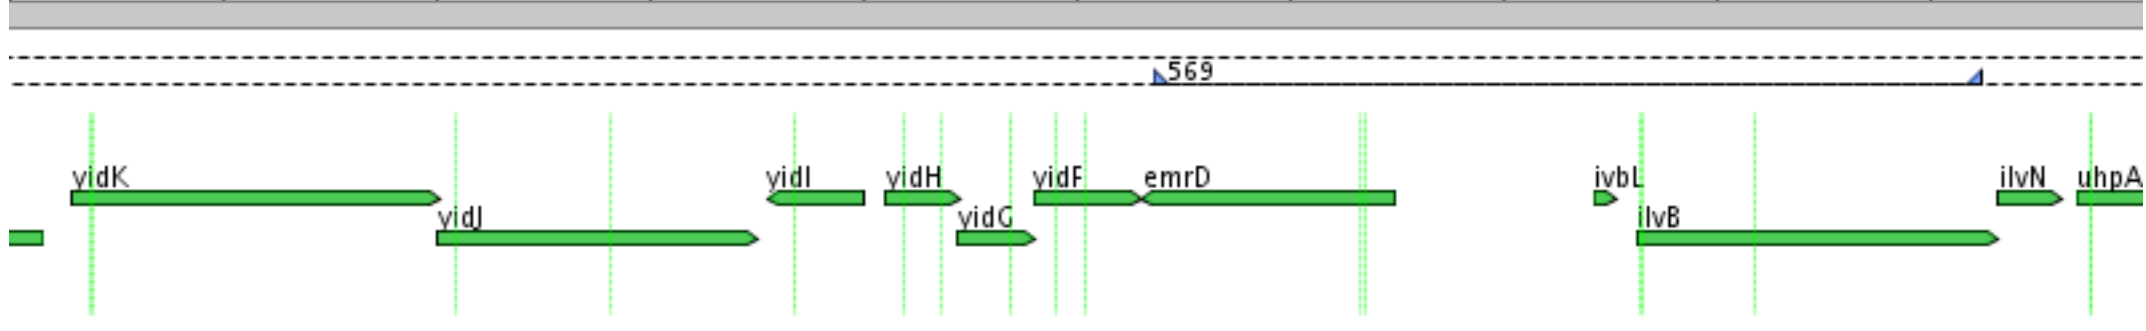 569
yidK
yidI
yidH
yidF
emrD
ivbL
ilvN
uhpA
yidJ
yidG
ilvB